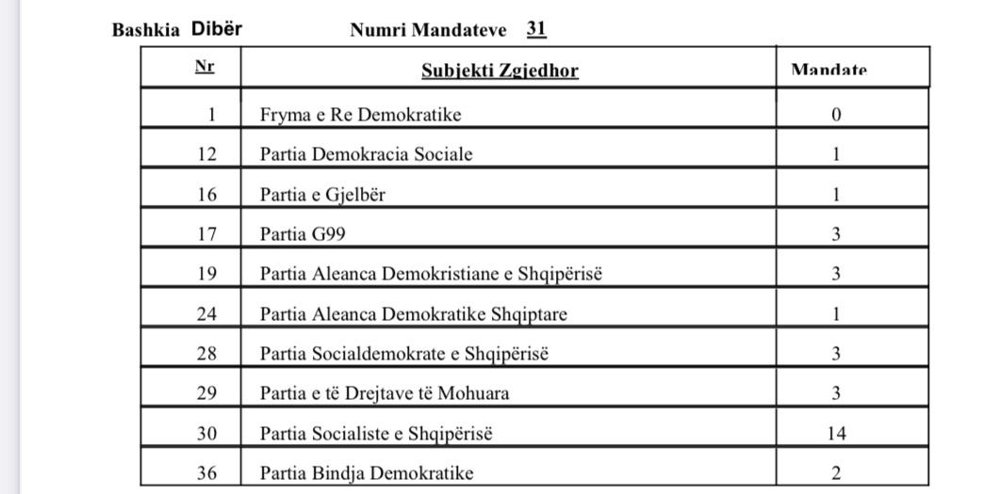 Bashkia Dibër Numri Mandateve 31
Nr Subjekti Zgjedhor Mandate
1 Fryma e Re Demokratike 0
12 Partia Demokracia Sociale 1
16 Partia e Gjelbër 1
17 Partia G99 3
19 Partia Aleanca Demokristiane e Shqipërisë 3
24 Partia Aleanca Demokratike Shqiptare 1
28 Partia Socialdemokrate e Shqipërisë 3
29 Partia e të Drejtave të Mohuara 3
30 Partia Socialiste e Shqipërisë 14
36 Partia Bindja Demokratike 2